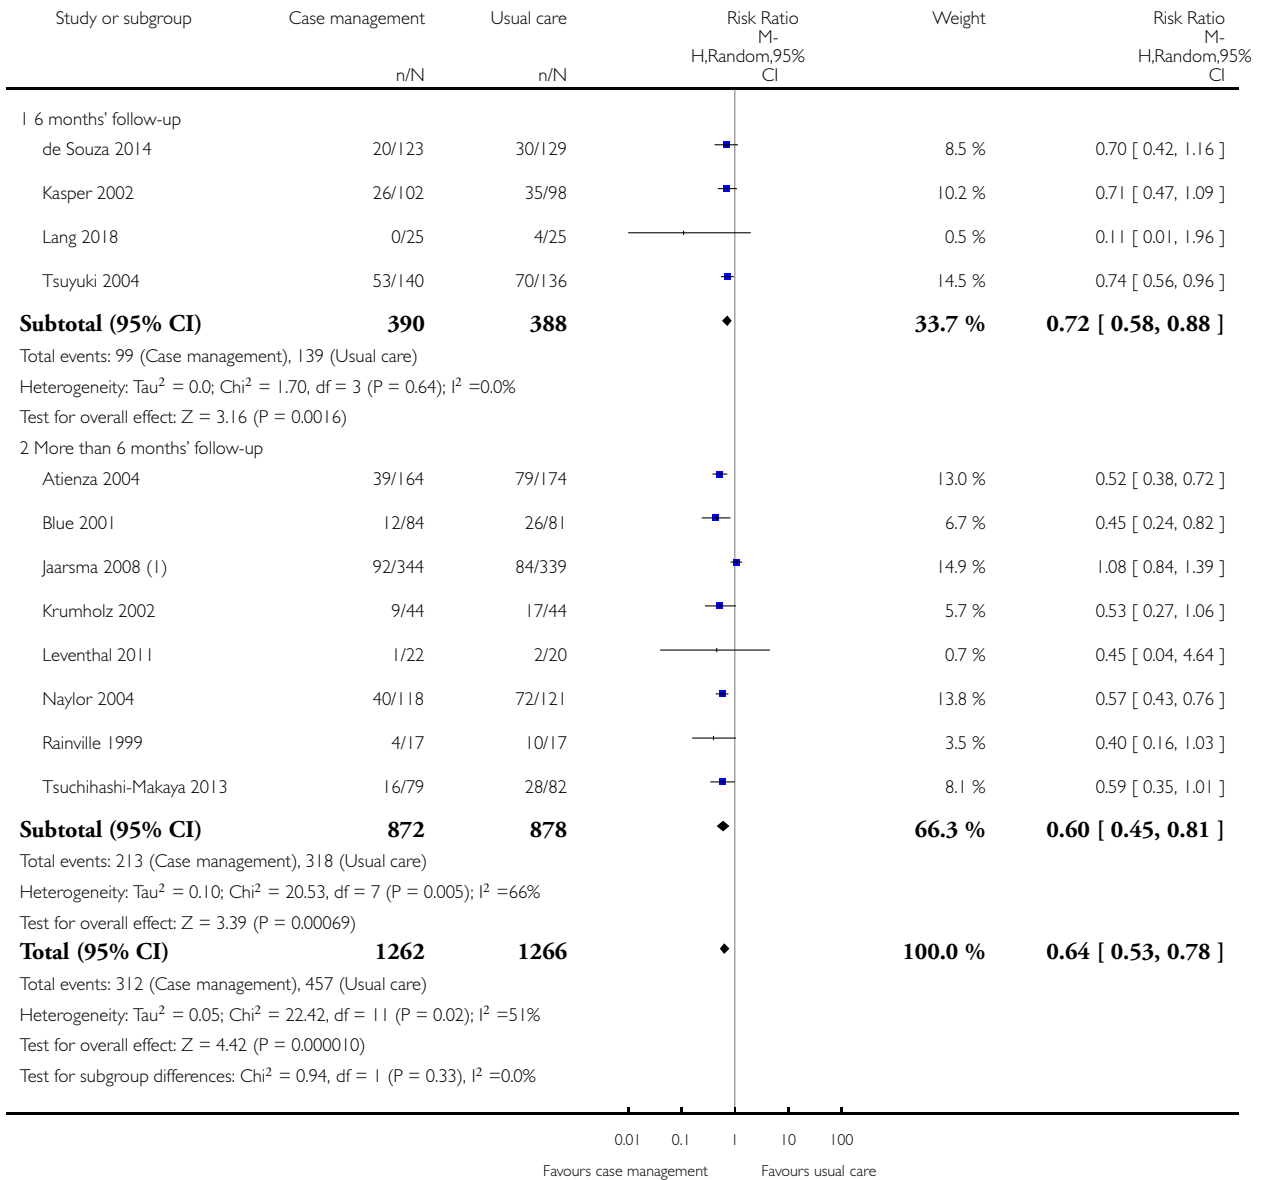 Study or subgroup Case management Usual care Risk Ratio Weight Risk Ratio
M- M-
H,Random,95% H,Random,95%
n/N n/N CI CI
1 6 months' follow-up
de Souza 2014 20/123 30/129 8.5 % 0.70 [ 0.42, 1.16 ]
Kasper 2002 26/102 35/98 10.2 % 0.71 [ 0.47, 1.09 ]
Lang 2018 0/25 4/25 0.5 % 0.11 [ 0.01, 1.96 ]
Tsuyuki 2004 53/140 70/136 14.5 % 0.74 [ 0.56, 0.96 ]
Subtotal (95% CI) 390 388 33.7 % 0.72 [ 0.58, 0.88 ]
Total events: 99 (Case management), 139 (Usual care)
Heterogeneity: Tau² = 0.0; Chi² = 1.70, df = 3 (P = 0.64); I² =0.0%
Test for overall effect: Z = 3.16 (P = 0.0016)
2 More than 6 months' follow-up
Atienza 2004 39/164 79/174 13.0 % 0.52 [ 0.38, 0.72 ]
Blue 2001 12/84 26/81 6.7 % 0.45 [ 0.24, 0.82 ]
Jaarsma 2008 (1) 92/344 84/339 14.9 % 1.08 [ 0.84, 1.39 ]
Krumholz 2002 9/44 17/44 5.7 % 0.53 [ 0.27, 1.06 ]
Leventhal 2011 1/22 2/20 0.7 % 0.45 [ 0.04, 4.64 ]
Naylor 2004 40/118 72/121 13.8 % 0.57 [ 0.43, 0.76 ]
Rainville 1999 4/17 10/17 3.5 % 0.40 [ 0.16, 1.03 ]
Tsuchihashi-Makaya 2013 16/79 28/82 8.1 % 0.59 [ 0.35, 1.01 ]
Subtotal (95% CI) 872 878 66.3 % 0.60 [ 0.45, 0.81 ]
Total events: 213 (Case management), 318 (Usual care)
Heterogeneity: Tau² = 0.10; Chi² = 20.53, df = 7 (P = 0.005); I² =66%
Test for overall effect: Z = 3.39 (P = 0.00069)
Total (95% CI) 1262 1266 100.0 % 0.64 [ 0.53, 0.78 ]
Total events: 312 (Case management), 457 (Usual care)
Heterogeneity: Tau² = 0.05; Chi² = 22.42, df = 11 (P = 0.02); I² =51%
Test for overall effect: Z = 4.42 (P = 0.000010)
Test for subgroup differences: Chi² = 0.94, df = 1 (P = 0.33), I² =0.0%
0.01 0.1 1 10 100
Favours case management Favours usual care